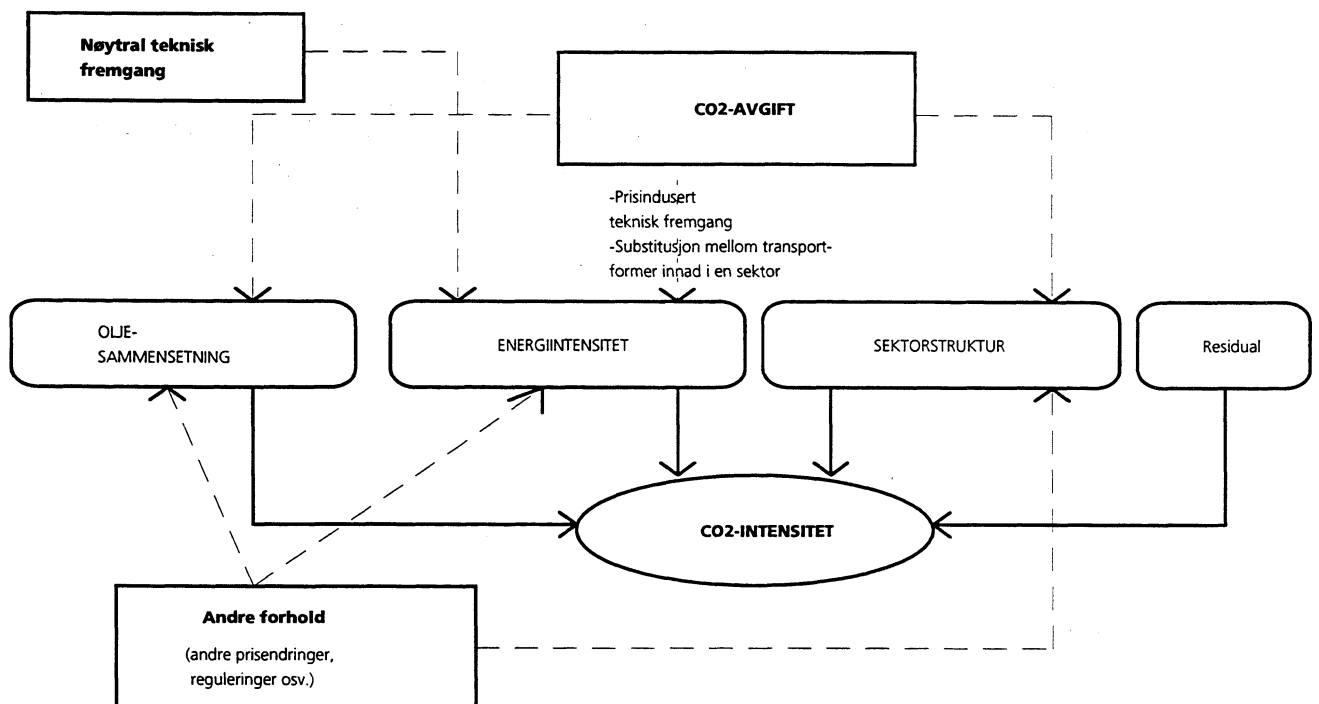 Nøytral teknisk
fremgang
CO2-AVGIFT
-Prisindusert
teknisk fremgang
-Substitusjon mellom transport-
former innad i en sektor
OLJE-
SAMMENSETNING
ENERGIINTENSITET
SEKTORSTRUKTUR
Residual
CO2-INTENSITET
Andre forhold
(andre prisendringer,
reguleringer osv.)